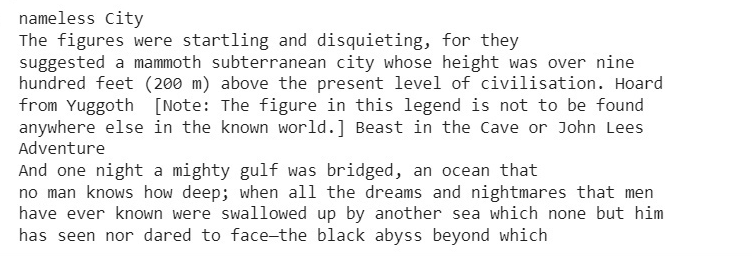 nameless City
The figures were startling and disquieting, for they
suggested a mammoth subterranean city whose height was over nine
hundred feet (200 m) above the present level of civilisation. Hoard
from Yuggoth  [Note: The figure in this legend is not to be found
anywhere else in the known world.] Beast in the Cave or John Lees
Adventure
And one night a mighty gulf was bridged, an ocean that
no man knows how deep; when all the dreams and nightmares that men
have ever known were swallowed up by another sea which none but him
has seen nor dared to face—the black abyss beyond which